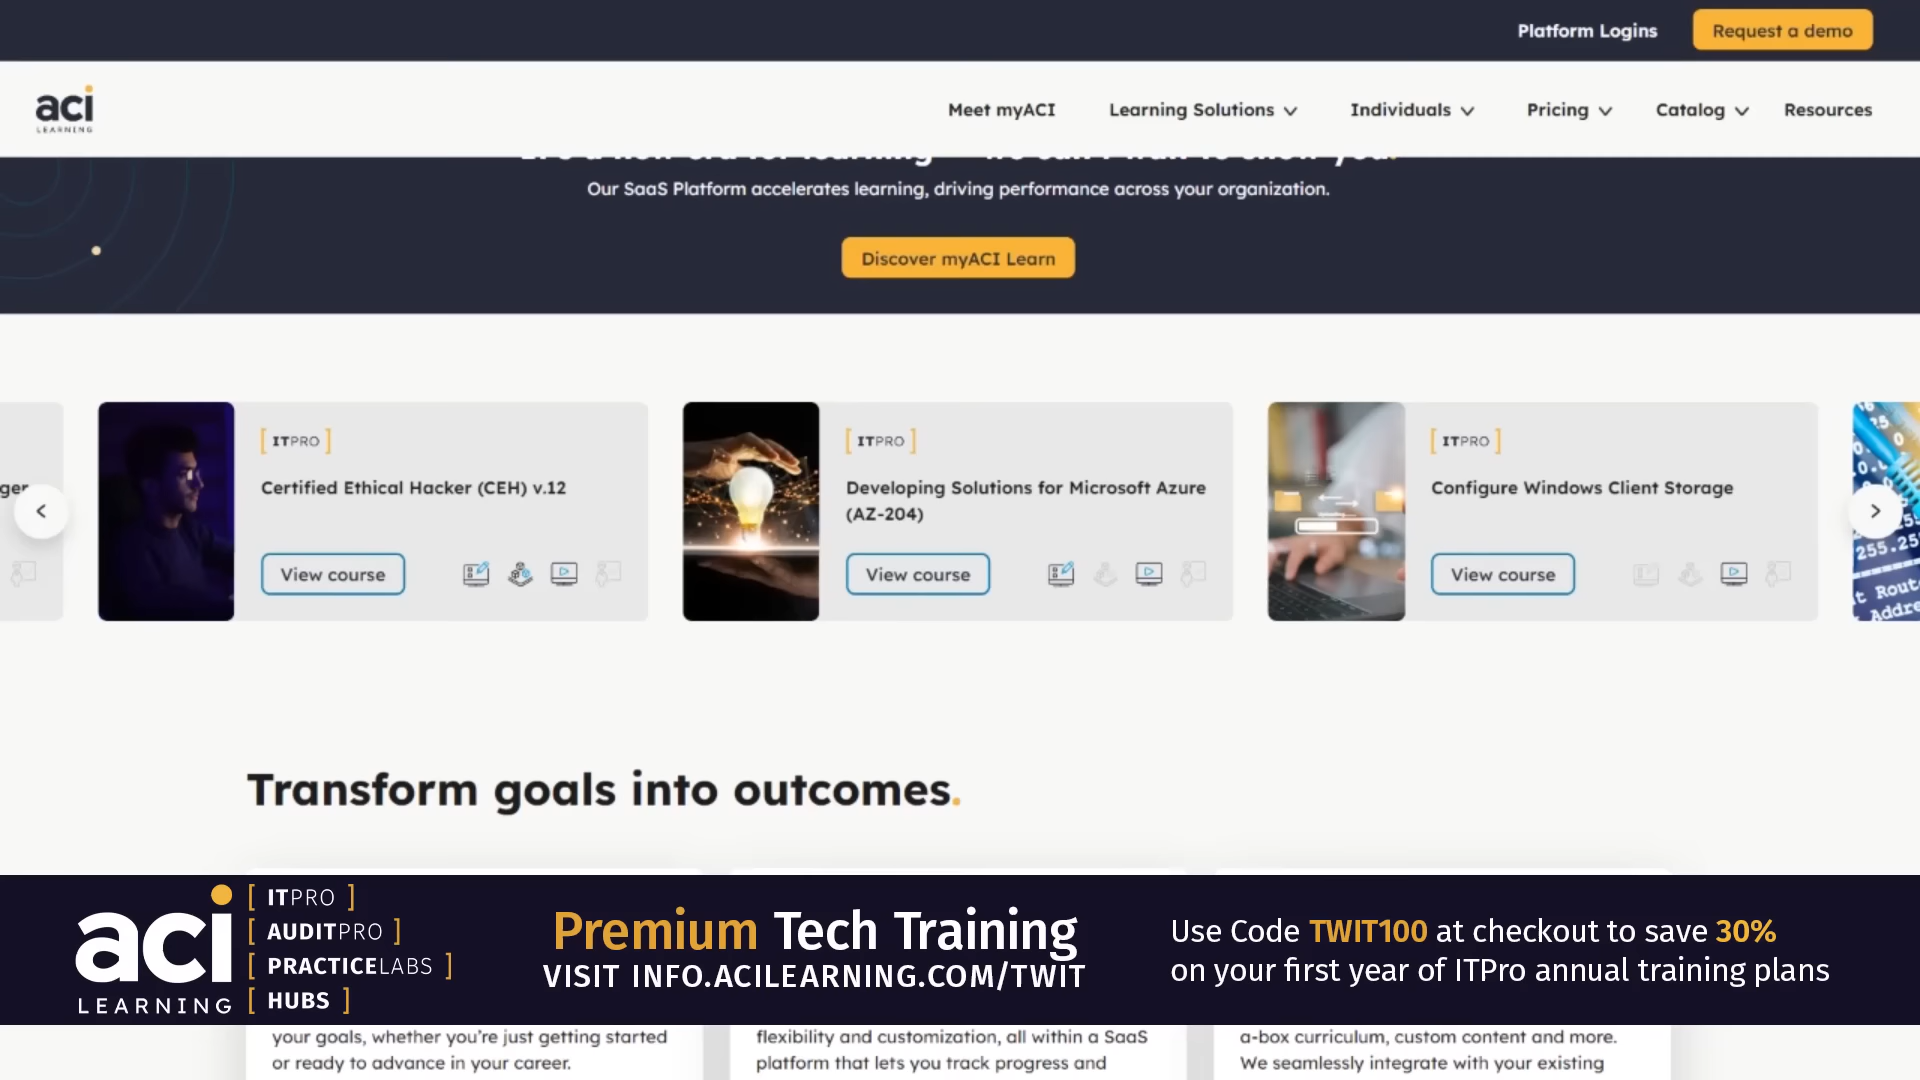 Platform Logins
Request a demo
aci
LEARNING
Meet myACI
Learning Solutions
Individuals
Pricing
Catalog
Resources
Our SaaS Platform accelerates learning, driving performance across your organization.
Discover myACI Learn
[ ITPRO ]
Certified Ethical Hacker (CEH) v.12
View course
[ ITPRO ]
Developing Solutions for Microsoft Azure
(AZ-204)
View course
[ ITPRO ]
Configure Windows Client Storage
View course
Transform goals into outcomes.
aci
LEARNING
[ ITPRO ]
[ AUDITPRO ]
[ PRACTICELABS ]
[ HUBS ]
Premium Tech Training
VISIT INFO.ACILEARNING.COM/TWIT
Use Code TWIT100 at checkout to save 30%
on your first year of ITPro annual training plans
your goals, whether you're just getting started
or ready to advance in your career.
flexibility and customization, all within a SaaS
platform that lets you track progress and
a-box curriculum, custom content and more.
We seamlessly integrate with your existing